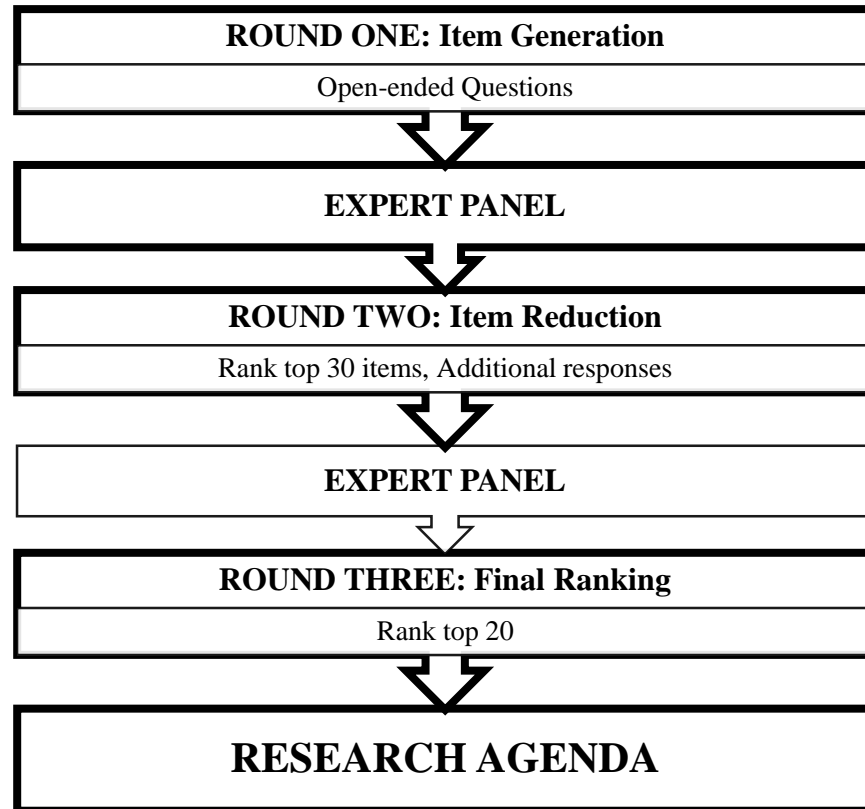 ROUND ONE: Item Generation
Open-ended Questions
EXPERT PANEL
ROUND TWO: Item Reduction
Rank top 30 items, Additional responses
EXPERT PANEL
ROUND THREE: Final Ranking
Rank top 20
RESEARCH AGENDA